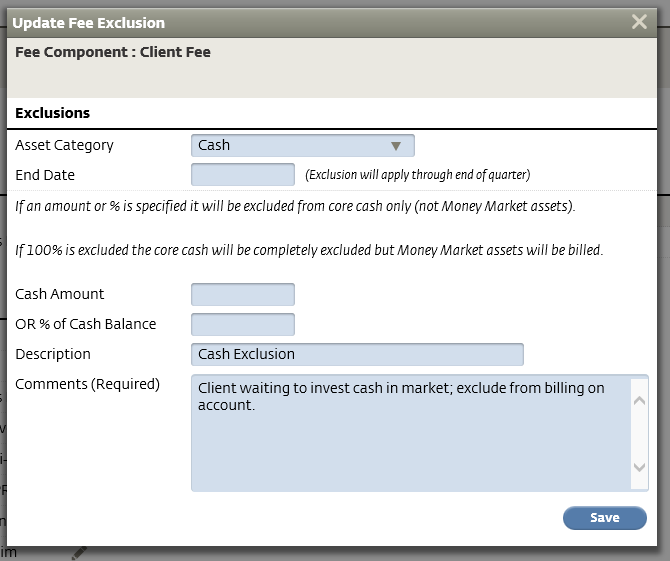 Update Fee Exclusion
Fee Component : Client Fee
Exclusions
Asset Category Cash
End Date (Exclusion will apply through end of quarter)
If an amount or % is specified it will be excluded from core cash only (not Money Market assets).
If 100% is excluded the core cash will be completely excluded but Money Market assets will be billed.
Cash Amount
OR % of Cash Balance
Description Cash Exclusion
Comments (Required) Client waiting to invest cash in market; exclude from billing on
account.
Save
im